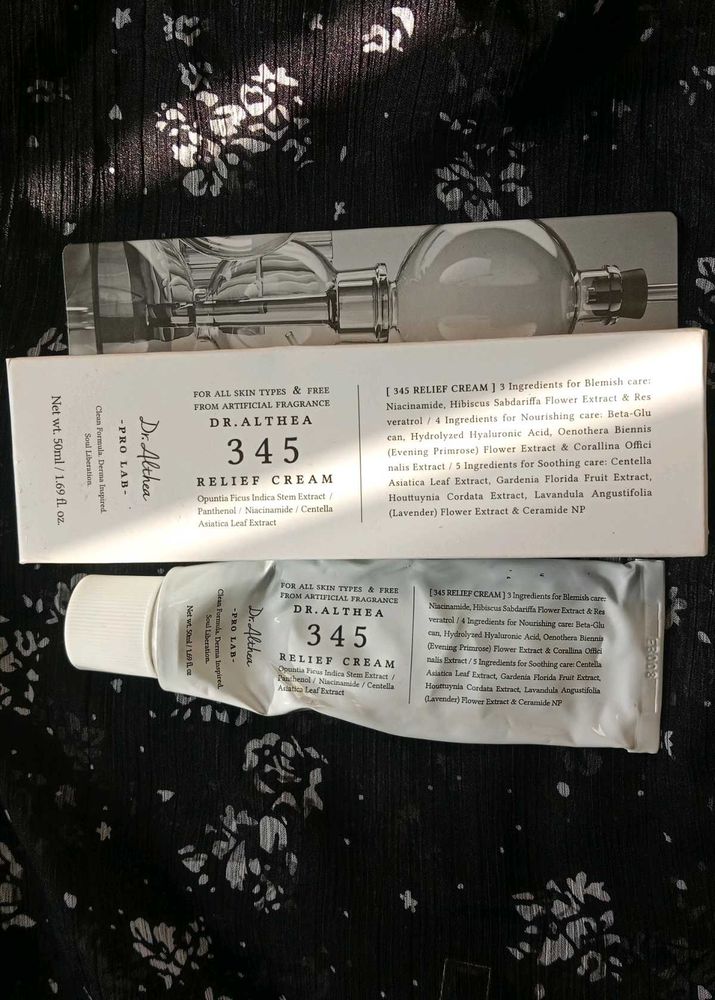 Dr.Althea
-PRO LAB-
Clean Formula. Derma Inspired.
Soul Liberation.
Net wt. 50ml / 1.69 fl. oz.
FOR ALL SKIN TYPES & FREE
FROM ARTIFICIAL FRAGRANCE
DR.ALTHEA
345
RELIEF CREAM
Opuntia Ficus Indica Stem Extract /
Panthenol / Niacinamide / Centella
Asiatica Leaf Extract
[ 345 RELIEF CREAM ] 3 Ingredients for Blemish care:
Niacinamide, Hibiscus Sabdariffa Flower Extract & Res
veratrol / 4 Ingredients for Nourishing care: Beta-Glu
can, Hydrolyzed Hyaluronic Acid, Oenothera Biennis
(Evening Primrose) Flower Extract & Corallina Offici
nalis Extract / 5 Ingredients for Soothing care: Centella
Asiatica Leaf Extract, Gardenia Florida Fruit Extract,
Houttuynia Cordata Extract, Lavandula Angustifolia
(Lavender) Flower Extract & Ceramide NP
Dr.Althea
-PRO LAB-
Clean Formula. Derma Inspired.
Soul Liberation.
Net wt. 50ml / 1.69 fl. oz
FOR ALL SKIN TYPES & FREE
FROM ARTIFICIAL FRAGRANCE
DR.ALTHEA
345
RELIEF CREAM
Opuntia Ficus Indica Stem Extract /
Panthenol / Niacinamide / Centella
Asiatica Leaf Extract
[ 345 RELIEF CREAM ] 3 Ingredients for Blemish care:
Niacinamide, Hibiscus Sabdariffa Flower Extract & Res
veratrol / 4 Ingredients for Nourishing care: Beta-Glu
can, Hydrolyzed Hyaluronic Acid, Oenothera Biennis
(Evening Primrose) Flower Extract & Corallina Offici
nalis Extract / 5 Ingredients for Soothing care: Centella
Asiatica Leaf Extract, Gardenia Florida Fruit Extract,
Houttuynia Cordata Extract, Lavandula Angustifolia
(Lavender) Flower Extract & Ceramide NP